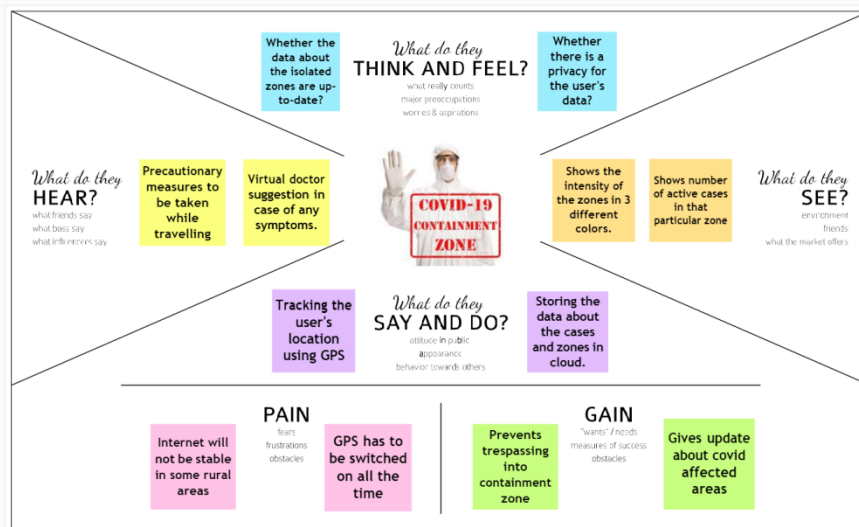 Whether the
data about
the isolated
zones are up-
to-date?
What do they
THINK AND FEEL?
what really counts
major preoccupations
worries & aspirations
Whether
there is a
privacy for
the user's
data?
What do they
HEAR?
what friends say
what boss say
what influencers say
Precautionary
measures to
be taken
while
travelling
Virtual doctor
suggestion in
case of any
symptoms.
COVID-19
CONTAINMENT
ZONE
Shows the
intensity of
the zones in 3
different
colors.
Shows number
of active cases
in that
particular zone
What do they
SEE?
environment
friends
what the market offers
Tracking the
user's
location
using GPS
What do they
SAY AND DO?
attitude in public
appearance
behavior towards others
Storing the
data about
the cases
and zones in
cloud.
PAIN
fears
frustrations
obstacles
Internet will
not be stable
in some rural
areas
GPS has to
be switched
on all the
time
GAIN
"wants" / needs
measures of success
obstacles
Prevents
trespassing
into
containment
zone
Gives update
about covid
affected
areas